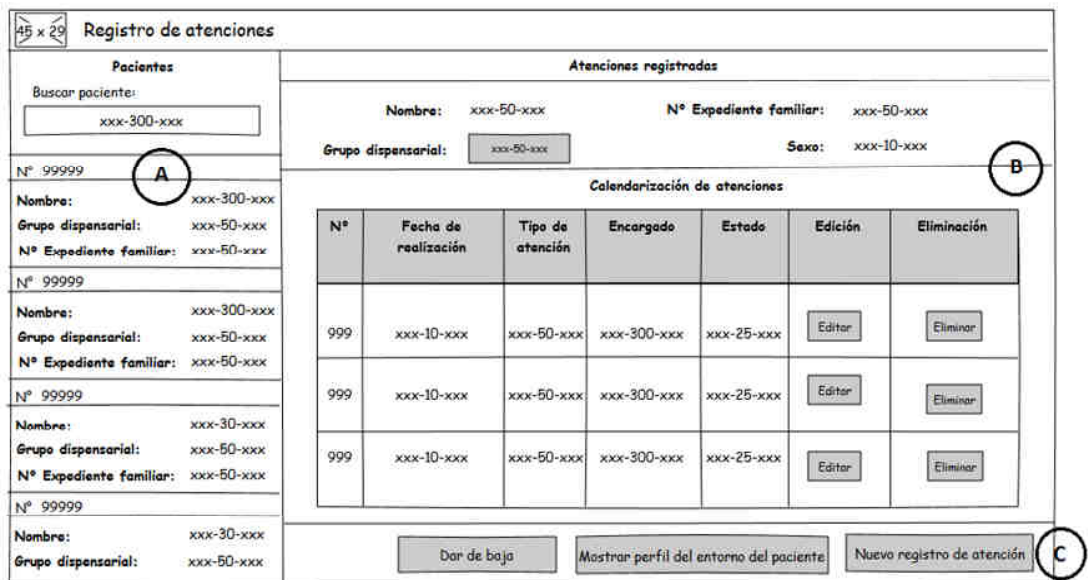 45 x 29
Registro de atenciones
Pacientes
Buscar paciente:
xxx-300-xxx
A
N° 99999
Nombre: xxx-300-xxx
Grupo dispensarial: xxx-50-xxx
Nº Expediente familiar: xxx-50-xxx
N° 99999
Nombre: xxx-300-xxx
Grupo dispensarial: xxx-50-xxx
Nº Expediente familiar: xxx-50-xxx
N° 99999
Nombre: xxx-30-xxx
Grupo dispensarial: xxx-50-xxx
Nº Expediente familiar: xxx-50-xxx
N° 99999
Nombre: xxx-30-xxx
Grupo dispensarial: xxx-50-xxx
Atenciones registradas
Nombre: xxx-50-xxx Nº Expediente familiar: xxx-50-xxx
Grupo dispensarial: xxx-50-xxx Sexo: xxx-10-xxx
B
Calendarización de atenciones
Nº Fecha de realización Tipo de atención Encargado Estado Edición Eliminación
999 xxx-10-xxx xxx-50-xxx xxx-300-xxx xxx-25-xxx Editar Eliminar
999 xxx-10-xxx xxx-50-xxx xxx-300-xxx xxx-25-xxx Editar Eliminar
999 xxx-10-xxx xxx-50-xxx xxx-300-xxx xxx-25-xxx Editar Eliminar
Dar de baja Mostrar perfil del entorno del paciente Nuevo registro de atención C